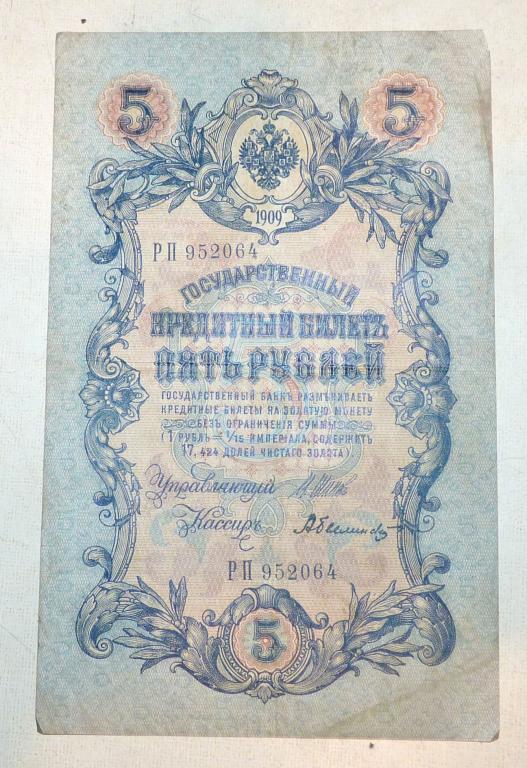 5 5
1909
РП 952064
ГОСУДАРСТВЕННЫЙ
КРЕДИТНЫЙ БИЛЕТЪ
ПЯТЬ РУБЛЕЙ
ГОСУДАРСТВЕННЫЙ БАНКЪ РАЗМѢНИВАЕТЪ
КРЕДИТНЫЕ БИЛЕТЫ НА ЗОЛОТУЮ МОНЕТУ
БЕЗЪ ОГРАНИЧЕНІЯ СУММЫ
(1 РУБЛЬ = 1/15 ИМПЕРІАЛА, СОДЕРЖИТЪ
17,424 ДОЛЕЙ ЧИСТАГО ЗОЛОТА).
Управляющій
Кассиръ
РП 952064
5